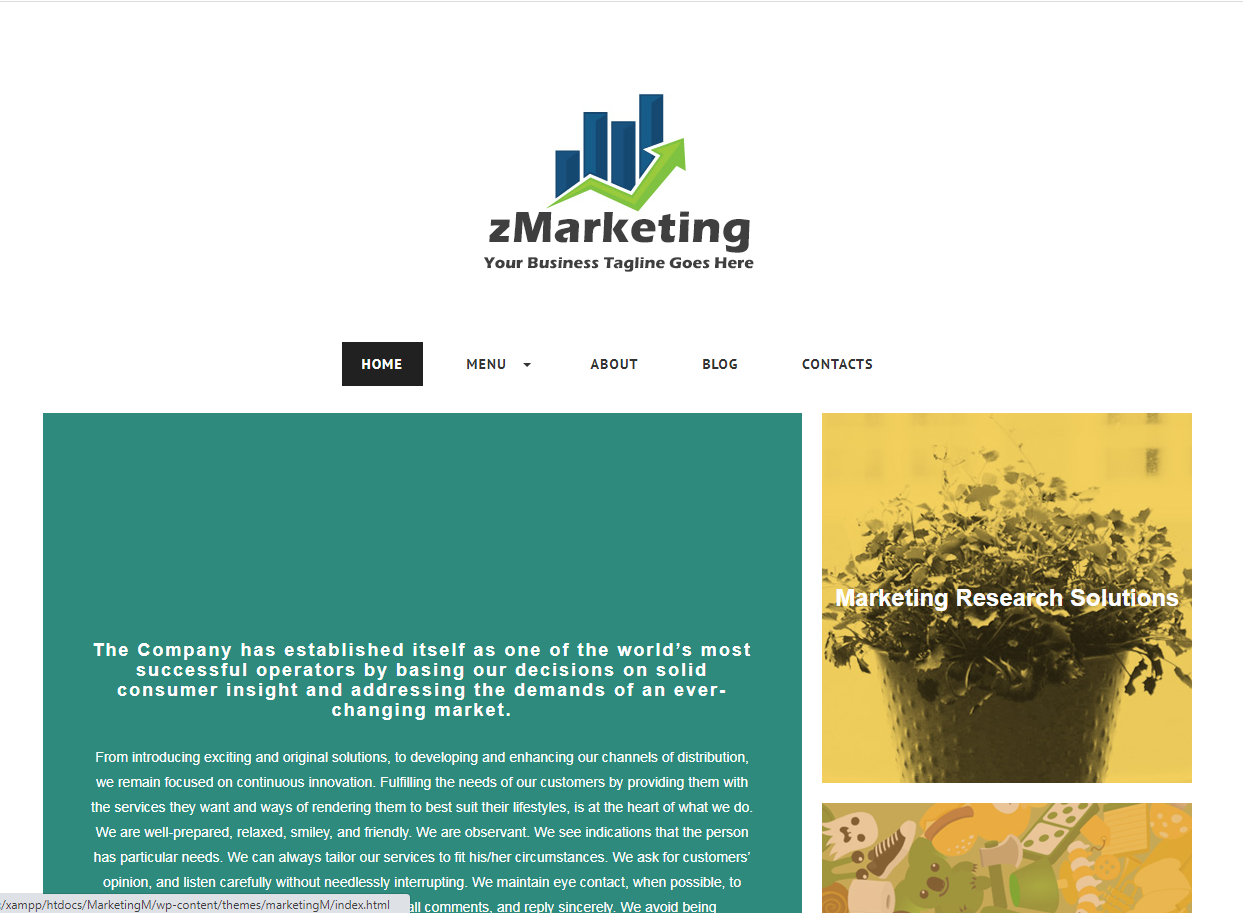 zMarketing
Your Business Tagline Goes Here
HOME MENU ABOUT BLOG CONTACTS
The Company has established itself as one of the world’s most
successful operators by basing our decisions on solid
consumer insight and addressing the demands of an ever-
changing market.
From introducing exciting and original solutions, to developing and enhancing our channels of distribution,
we remain focused on continuous innovation. Fulfilling the needs of our customers by providing them with
the services they want and ways of rendering them to best suit their lifestyles, is at the heart of what we do.
We are well-prepared, relaxed, smiley, and friendly. We are observant. We see indications that the person
has particular needs. We can always tailor our services to fit his/her circumstances. We ask for customers’
opinion, and listen carefully without needlessly interrupting. We maintain eye contact, when possible, to
all comments, and reply sincerely. We avoid being
Marketing Research Solutions
:/xampp/htdocs/MarketingM/wp-content/themes/marketingM/index.html